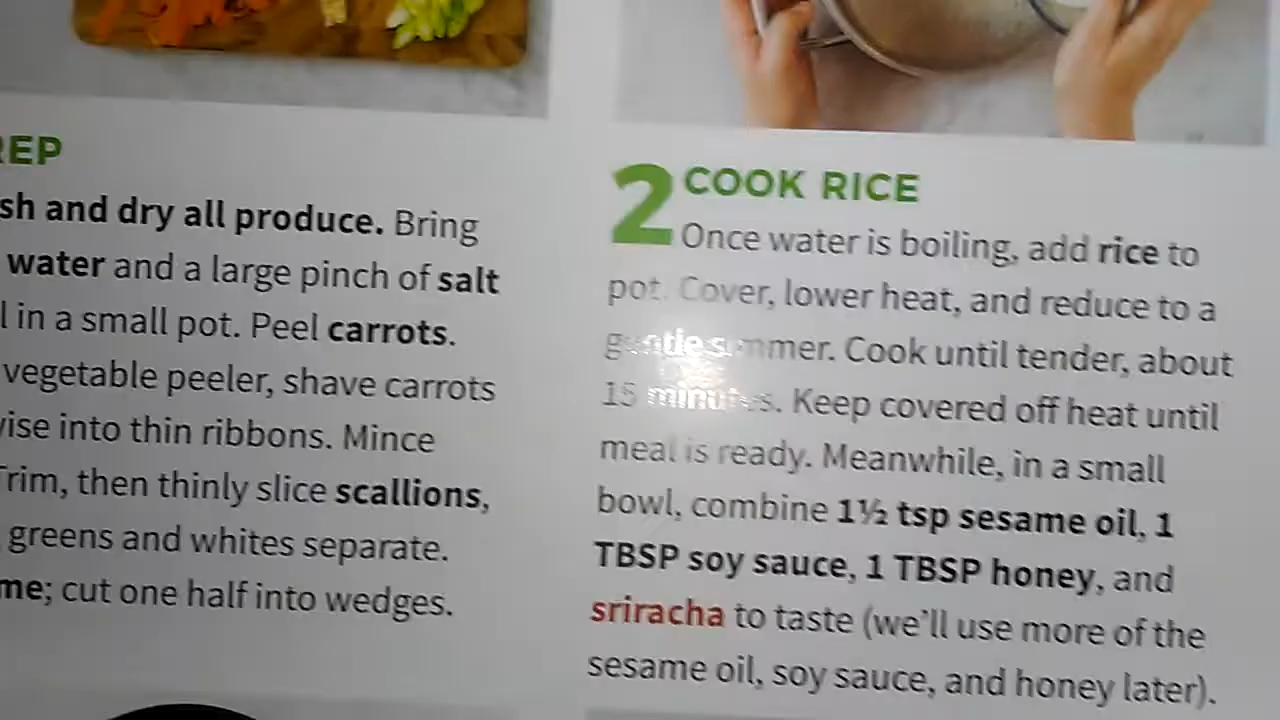 REP
sh and dry all produce. Bring
water and a large pinch of salt
l in a small pot. Peel carrots.
vegetable peeler, shave carrots
wise into thin ribbons. Mince
Trim, then thinly slice scallions,
greens and whites separate.
me; cut one half into wedges.
2 COOK RICE
Once water is boiling, add rice to
pot. Cover, lower heat, and reduce to a
gentle simmer. Cook until tender, about
15 minutes. Keep covered off heat until
meal is ready. Meanwhile, in a small
bowl, combine 1½ tsp sesame oil, 1
TBSP soy sauce, 1 TBSP honey, and
sriracha to taste (we'll use more of the
sesame oil, soy sauce, and honey later).